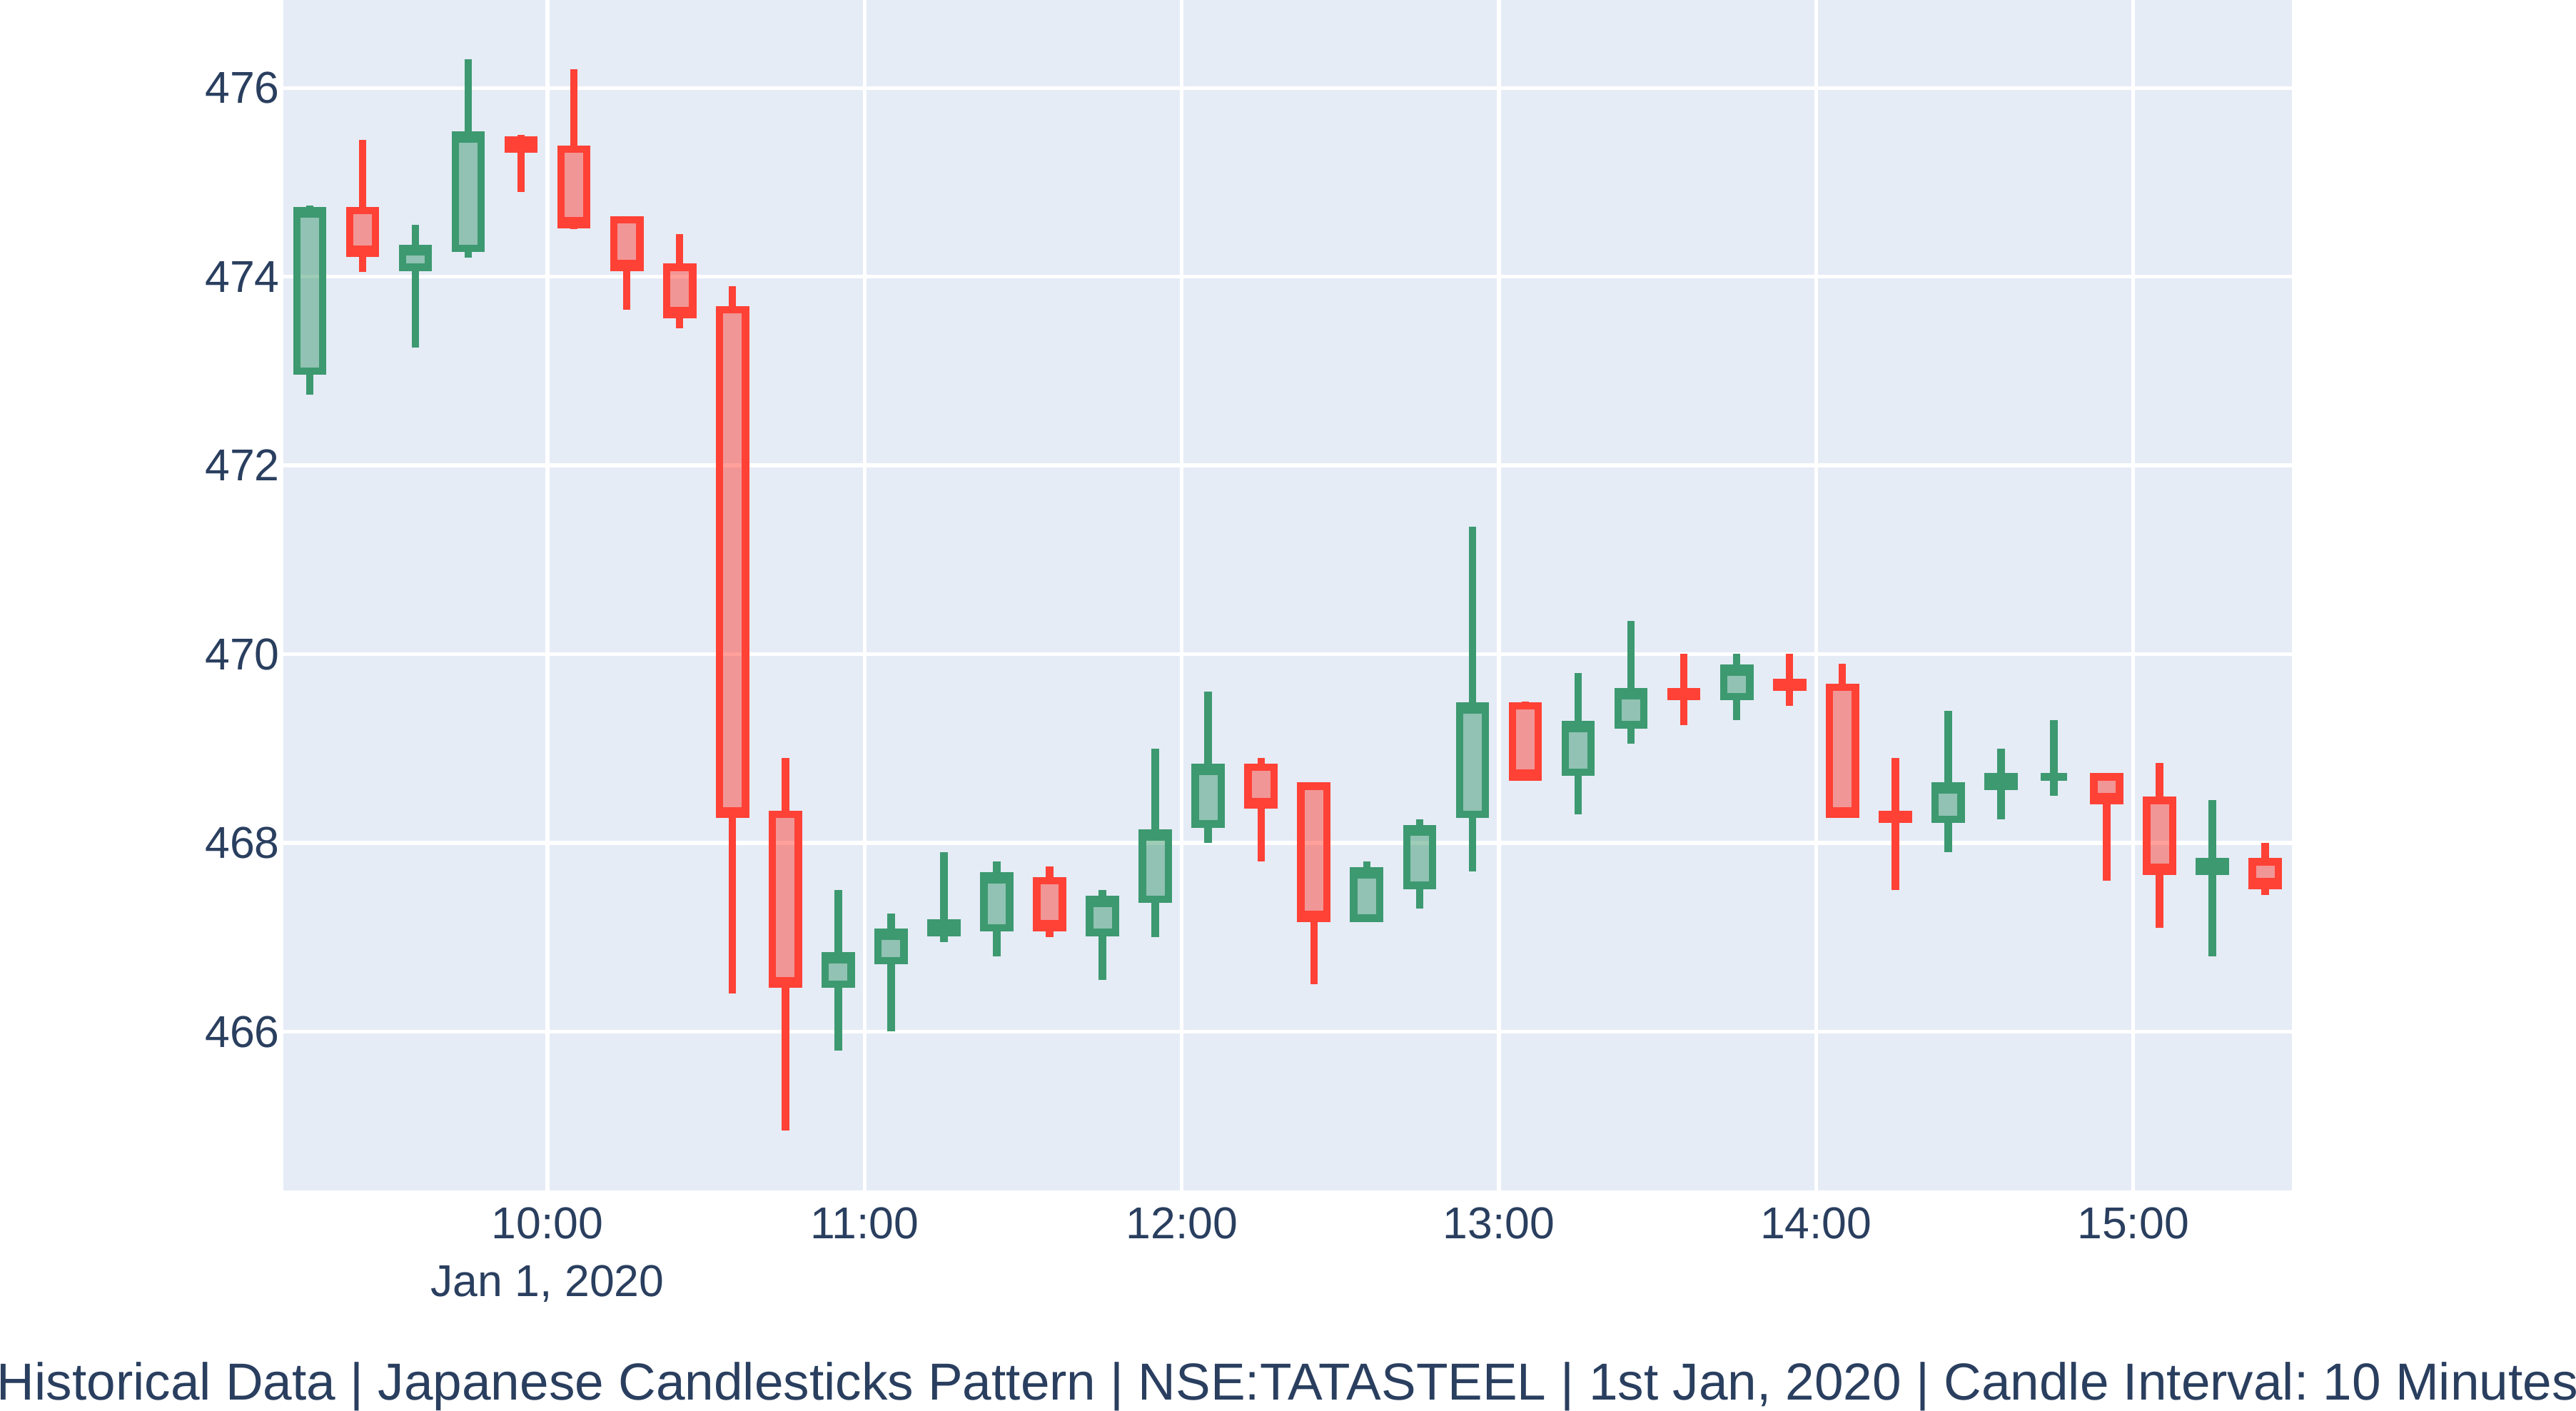 476
474
472
470
468
466
10:00 11:00 12:00 13:00 14:00 15:00
Jan 1, 2020
Historical Data | Japanese Candlesticks Pattern | NSE:TATASTEEL | 1st Jan, 2020 | Candle Interval: 10 Minutes